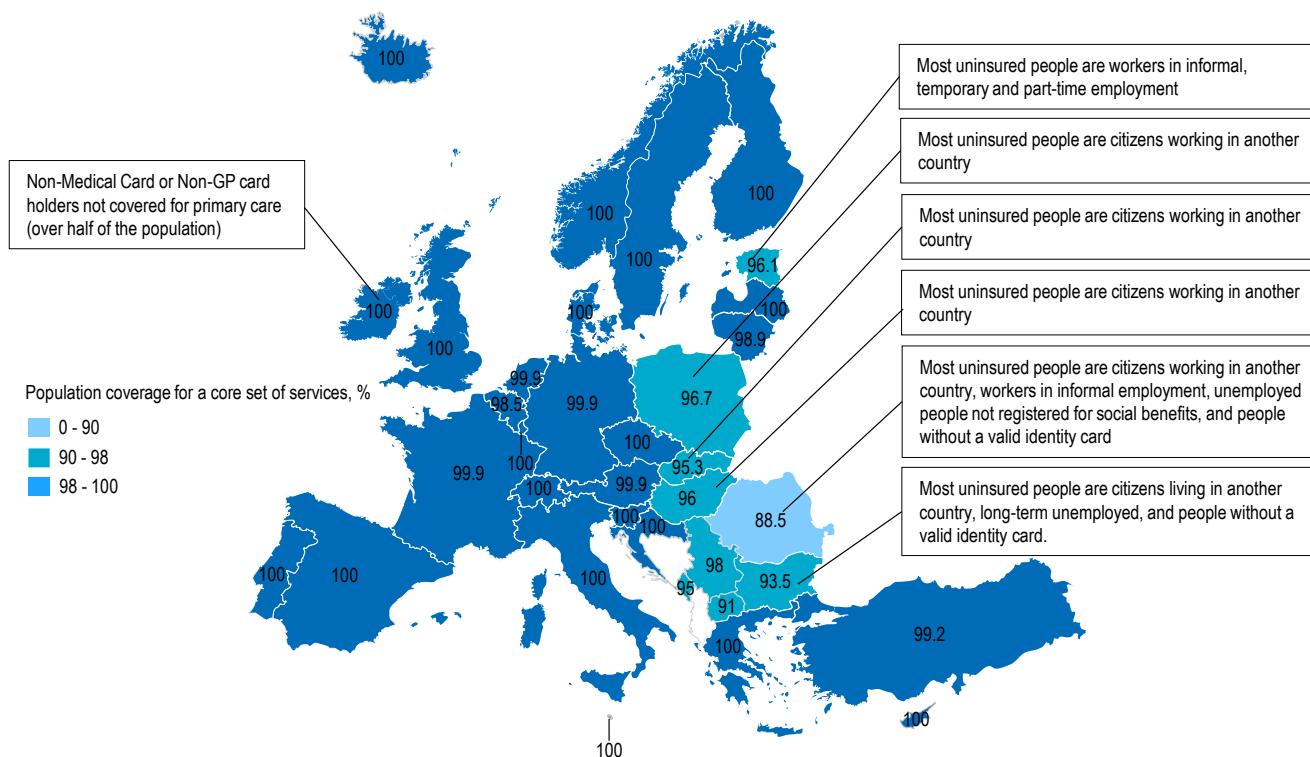 100
Most uninsured people are workers in informal,
temporary and part-time employment
Most uninsured people are citizens working in another
country
Non-Medical Card or Non-GP card
holders not covered for primary care
(over half of the population)
100
100
Most uninsured people are citizens working in another
country
100
96.1
100
100
100
98.9
100
Most uninsured people are citizens working in another
country
Most uninsured people are citizens working in another
country, workers in informal employment, unemployed
people not registered for social benefits, and people
without a valid identity card
Population coverage for a core set of services, %
0 - 90
90 - 98
98 - 100
99.9
98.5
99.9
96.7
100
100
95.3
99.9
100
99.9
96
100
100
88.5
Most uninsured people are citizens living in another
country, long-term unemployed, and people without a
valid identity card.
100
100
100
98
95
93.5
91
100
99.2
100
100